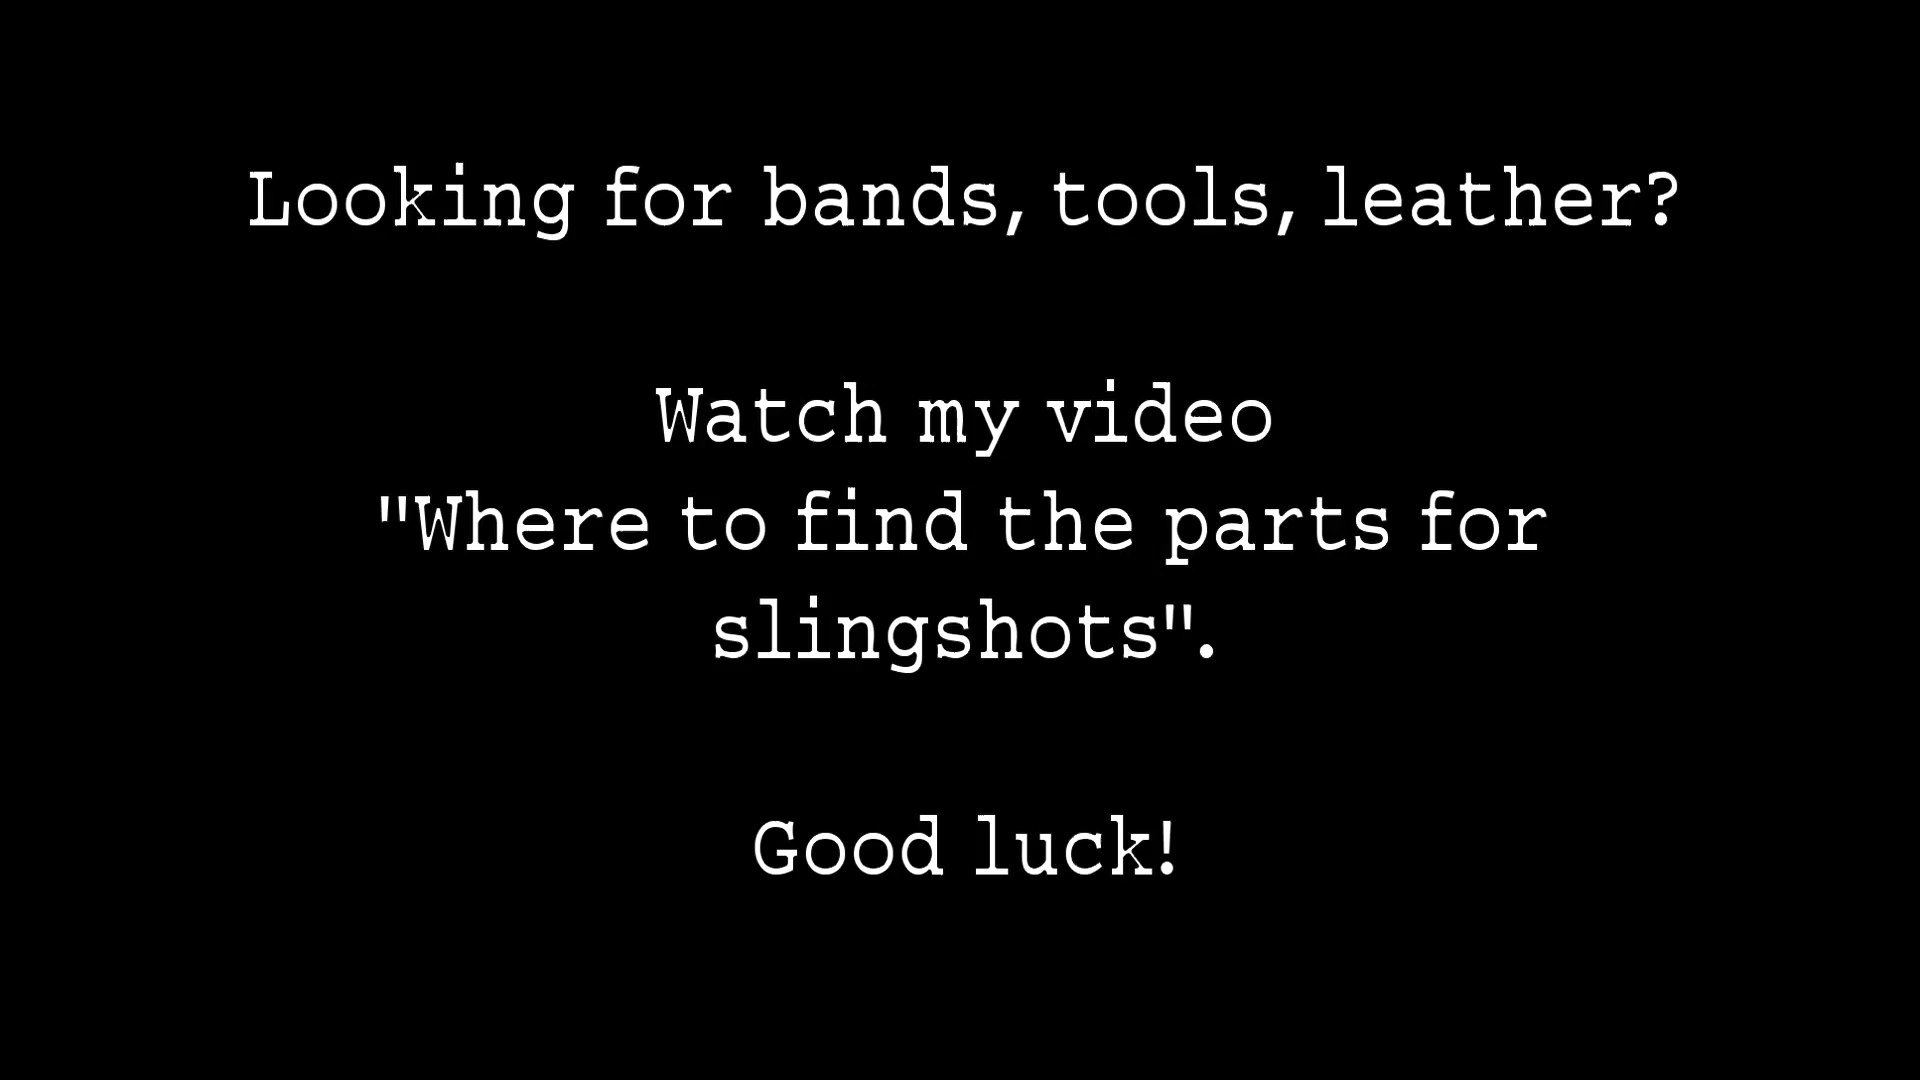 Looking for bands, tools, leather?
Watch my video
"Where to find the parts for
slingshots".
Good luck!